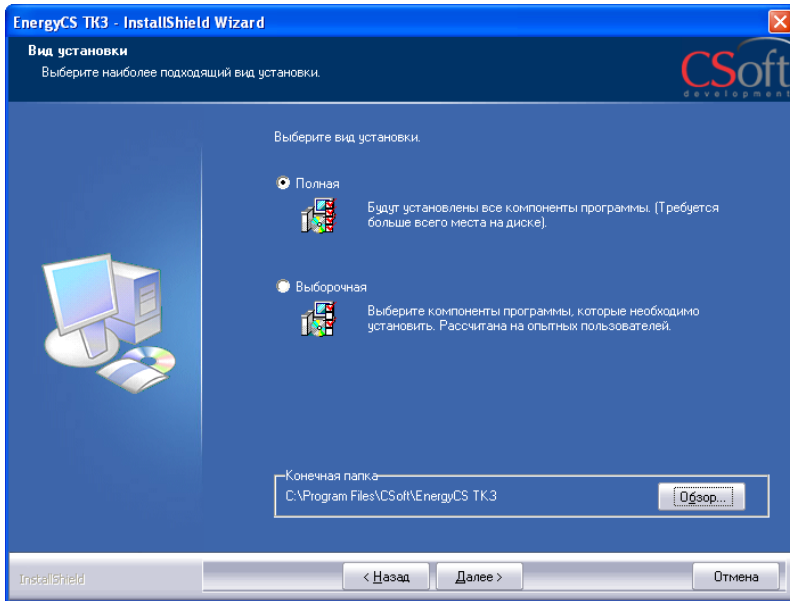 EnergyCS ТКЗ - InstallShield Wizard
Вид установки
Выберите наиболее подходящий вид установки.
CSoft
development
Выберите вид установки.
Полная
Будут установлены все компоненты программы. (Требуется
больше всего места на диске).
Выборочная
Выберите компоненты программы, которые необходимо
установить. Рассчитана на опытных пользователей.
Конечная папка
C:\Program Files\CSoft\EnergyCS ТКЗ
Обзор...
InstallShield
< Назад
Далее >
Отмена